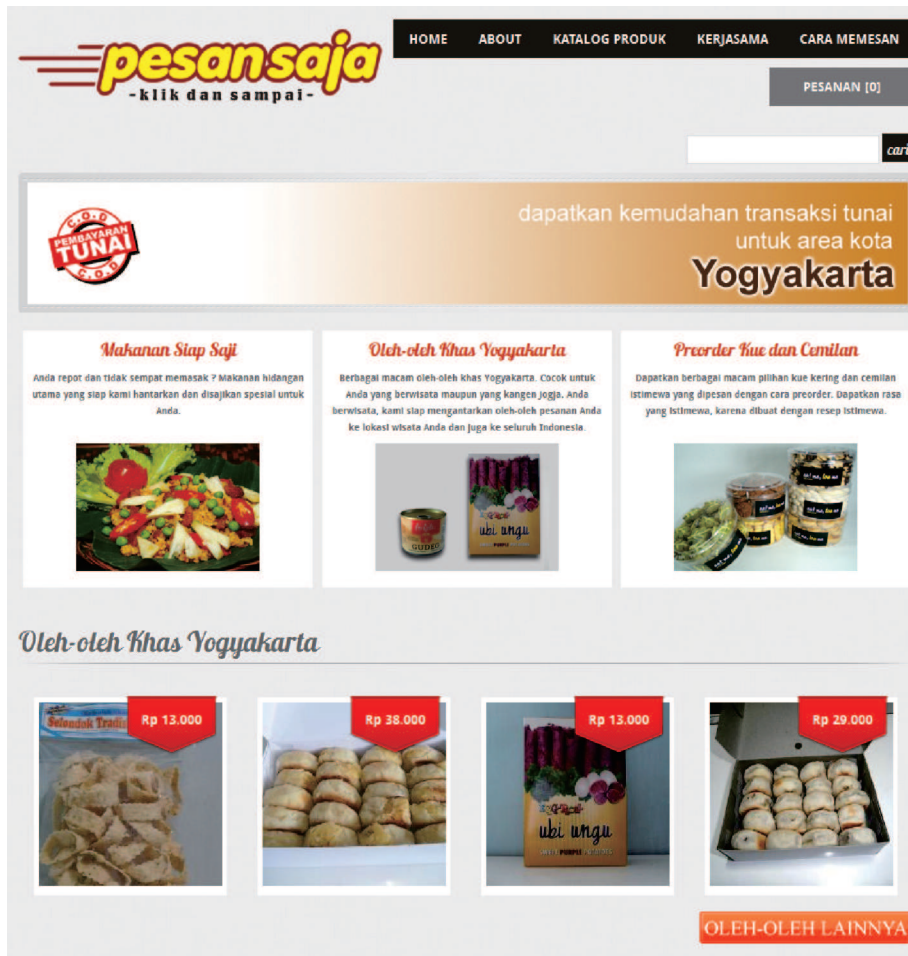 pesansaja
-klik dan sampai-
HOME ABOUT KATALOG PRODUK KERJASAMA CARA MEMESAN
PESANAN [0]
cari
C.O.D
PEMBAYARAN
TUNAI
C.O.D
dapatkan kemudahan transaksi tunai
untuk area kota
Yogyakarta
Makanan Siap Saji
Anda repot dan tidak sempat memasak ? Makanan hidangan
utama yang siap kami hantarkan dan disajikan spesial untuk
Anda.
Oleh-oleh Khas Yogyakarta
Berbagai macam oleh-oleh khas Yogyakarta. Cocok untuk
Anda yang berwisata maupun yang kangen Jogja. Anda
berwisata, kami siap mengantarkan oleh-oleh pesanan Anda
ke lokasi wisata Anda dan juga ke seluruh Indonesia.
GUDEG
ubi ungu
Preorder Kue dan Cemilan
Dapatkan berbagai macam pilihan kue kering dan cemilan
istimewa yang dipesan dengan cara preorder. Dapatkan rasa
yang istimewa, karena dibuat dengan resep istimewa.
Oleh-oleh Khas Yogyakarta
Selondok
Rp 13.000
Rp 38.000
Rp 13.000
ubi ungu
PURPLE
Rp 29.000
OLEH-OLEH LAINNYA